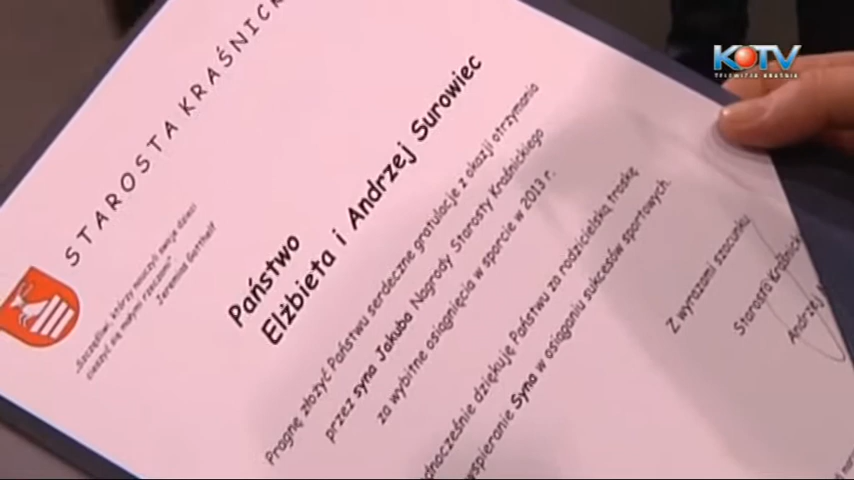 KOTV
TELEWIZJA KRAŚNIK
STAROSTA KRAŚNICK
„Szczęśliwi, którzy nauczyli swoje dzieci
cieszyć się małymi rzeczami"
Jeremias Gotthelf
Państwo
Elżbieta i Andrzej Surowiec
Pragnę złożyć Państwu serdeczne gratulacje z okazji otrzymania
przez syna Jakuba Nagrody Starosty Kraśnickiego
za wybitne osiągnięcia w sporcie w 2013 r.
dnocześnie dziękuję Państwu za rodzicielską troskę
wspieranie Syna w osiąganiu sukcesów sportowych.
Z wyrazami szacunku
Starosta Kraśnick
Andrzej